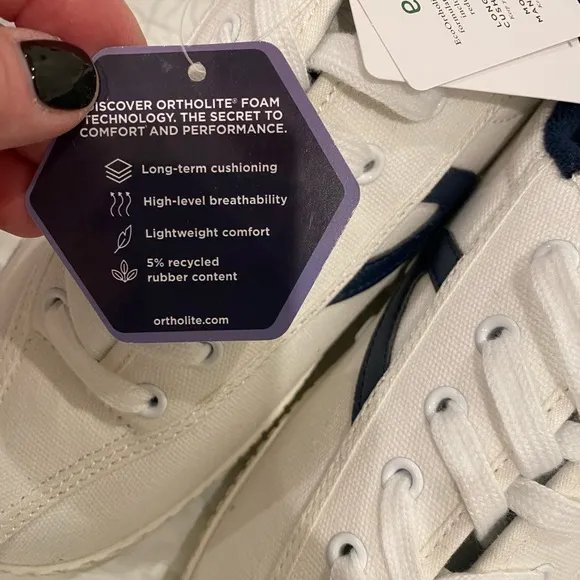 DISCOVER ORTHOLITE® FOAM
TECHNOLOGY. THE SECRET TO
COMFORT AND PERFORMANCE.
Long-term cushioning
High-level breathability
Lightweight comfort
5% recycled
rubber content
ortholite.com